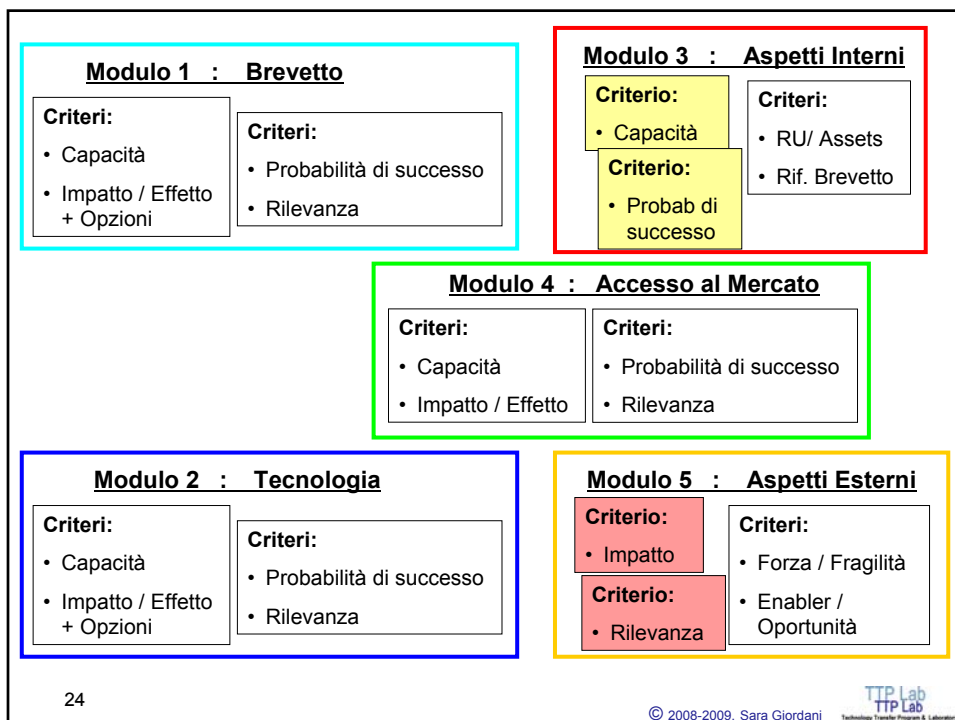 Modulo 1 : Brevetto
Criteri:
• Capacità
• Impatto / Effetto
+ Opzioni
Criteri:
• Probabilità di successo
• Rilevanza
Modulo 3 : Aspetti Interni
Criterio:
• Capacità
Criterio:
• Probab di
successo
Criteri:
• RU/ Assets
• Rif. Brevetto
Modulo 4 : Accesso al Mercato
Criteri:
• Capacità
• Impatto / Effetto
Criteri:
• Probabilità di successo
• Rilevanza
Modulo 2 : Tecnologia
Criteri:
• Capacità
• Impatto / Effetto
+ Opzioni
Criteri:
• Probabilità di successo
• Rilevanza
Modulo 5 : Aspetti Esterni
Criterio:
• Impatto
Criterio:
• Rilevanza
Criteri:
• Forza / Fragilità
• Enabler /
Oportunità
24
© 2008-2009, Sara Giordani
TTP Lab
TTP Lab
Technology Transfer Program & Laboratory